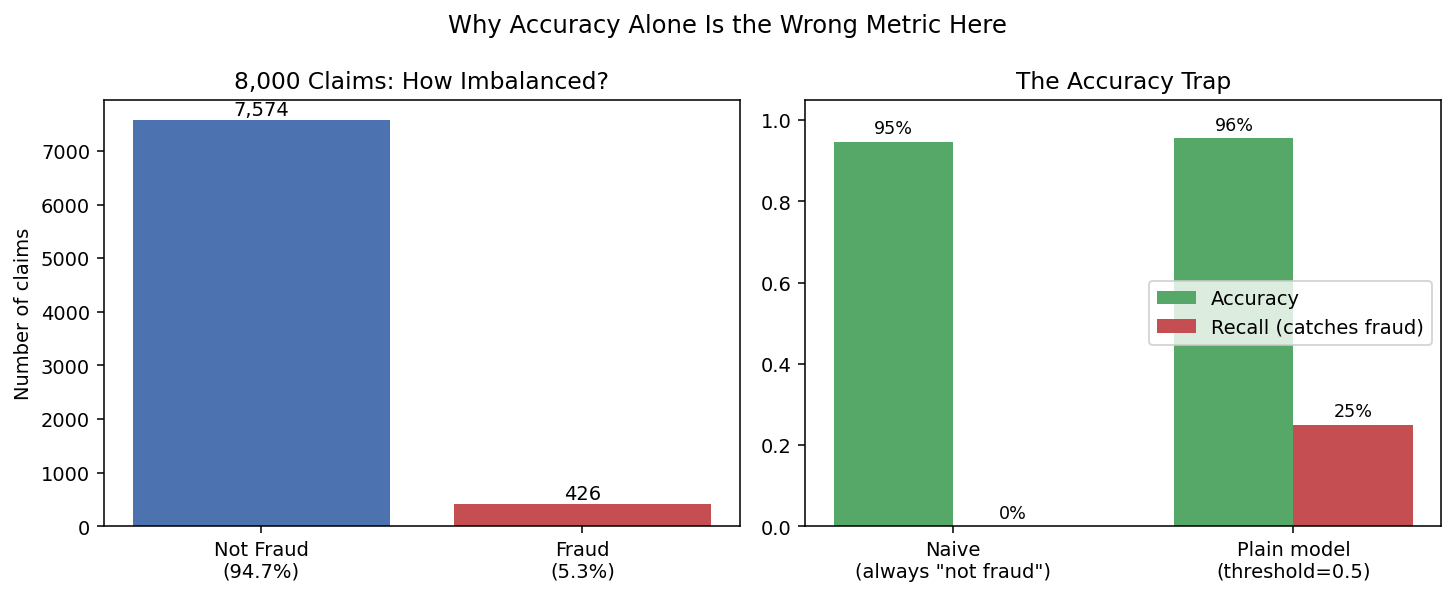 Why Accuracy Alone Is the Wrong Metric Here
8,000 Claims: How Imbalanced?
Number of claims
7000
6000
5000
4000
3000
2000
1000
0
7,574
426
Not Fraud
(94.7%)
Fraud
(5.3%)
The Accuracy Trap
1.0
0.8
0.6
0.4
0.2
0.0
95%
0%
96%
25%
Accuracy
Recall (catches fraud)
Naive
(always "not fraud")
Plain model
(threshold=0.5)